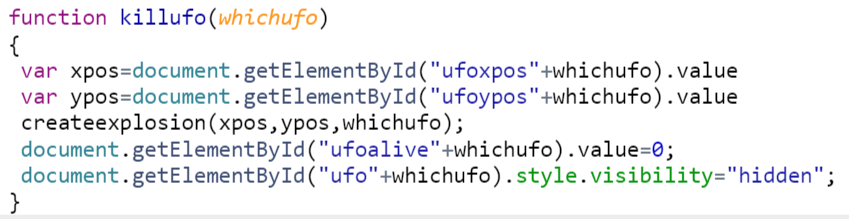 function killufo(whichufo)
{
 var xpos=document.getElementById("ufoxpos"+whichufo).value
 var ypos=document.getElementById("ufoypos"+whichufo).value
 createexplosion(xpos,ypos,whichufo);
 document.getElementById("ufoalive"+whichufo).value=0;
 document.getElementById("ufo"+whichufo).style.visibility="hidden";
}